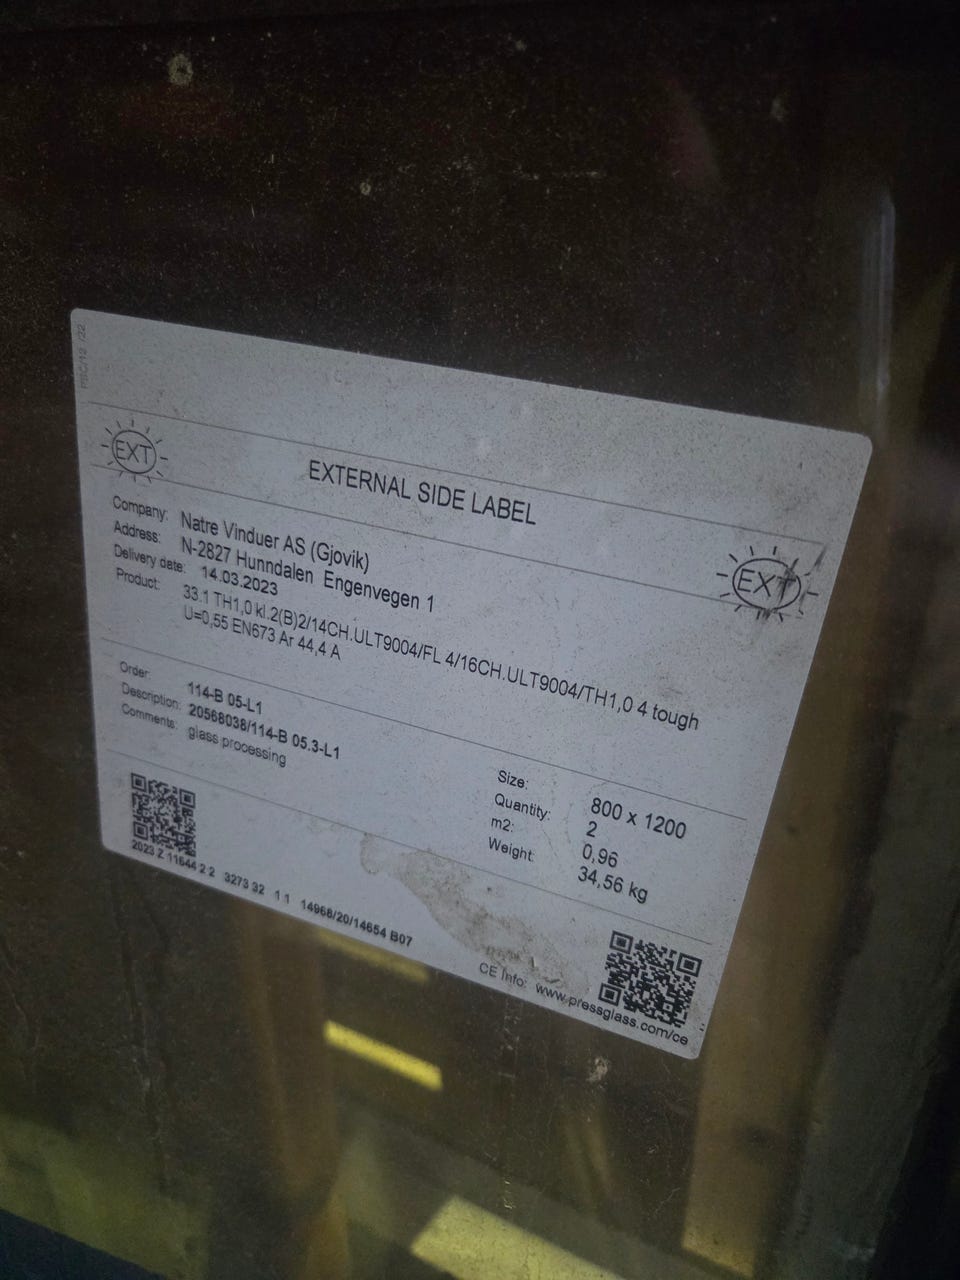 EXT
EXTERNAL SIDE LABEL
EXT
Company: Natre Vinduer AS (Gjovik)
Address: N-2827 Hunndalen Engenvegen 1
Delivery date: 14.03.2023
Product: 33.1 TH1,0 kl.2(B)2/14CH.ULT9004/FL 4/16CH.ULT9004/TH1,0 4 tough
U=0,55 EN673 Ar 44,4 A
Order: 114-B 05-L1
Description: 20568038/114-B 05.3-L1
Comments: glass processing
Size: 800 x 1200
Quantity: 2
m2: 0,96
Weight: 34,56 kg
2023 Z 11644 2 2 3273 32 1 1 14968/20/14654 B07
CE Info: www.pressglass.com/ce